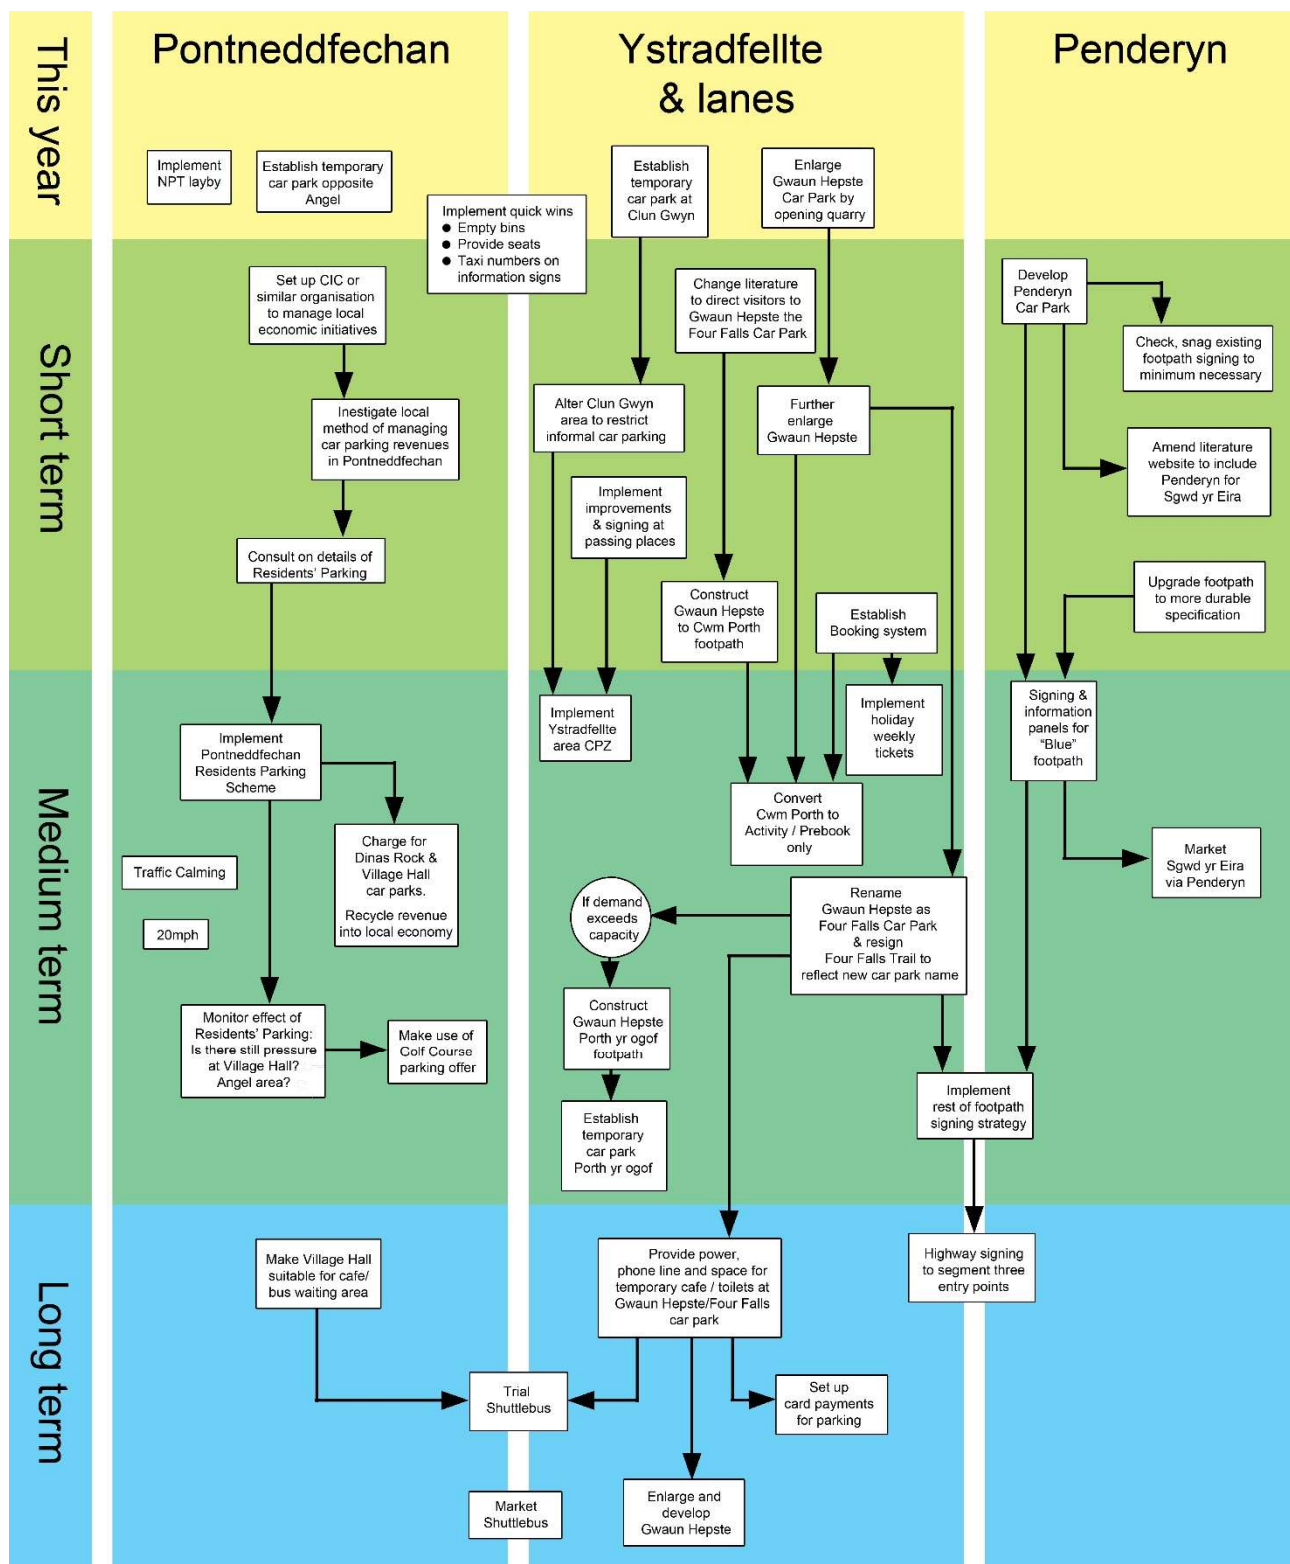 This year
Pontneddfechan
Ystradfellte
& lanes
Penderyn
Implement
NPT layby
Establish temporary
car park opposite
Angel
Implement quick wins
● Empty bins
● Provide seats
● Taxi numbers on
information signs
Establish
temporary
car park at
Clun Gwyn
Enlarge
Gwaun Hepste
Car Park by
opening quarry
Short term
Set up CIC or
similar organisation
to manage local
economic initiatives
Inestigate local
method of managing
car parking revenues
in Pontneddfechan
Consult on details of
Residents' Parking
Change literature
to direct visitors to
Gwaun Hepste the
Four Falls Car Park
Alter Clun Gwyn
area to restrict
informal car parking
Further
enlarge
Gwaun Hepste
Implement
improvements
& signing at
passing places
Construct
Gwaun Hepste
to Cwm Porth
footpath
Establish
Booking system
Develop
Penderyn
Car Park
Check, snag existing
footpath signing to
minimum necessary
Amend literature
website to include
Penderyn for
Sgwd yr Eira
Upgrade footpath
to more durable
specification
Medium term
Implement
Pontneddfechan
Residents Parking
Scheme
Charge for
Dinas Rock &
Village Hall
car parks.
Recycle revenue
into local economy
Traffic Calming
20mph
Monitor effect of
Residents' Parking:
Is there still pressure
at Village Hall?
Angel area?
Make use of
Golf Course
parking offer
Implement
Ystradfellte
area CPZ
Implement
holiday
weekly
tickets
Convert
Cwm Porth to
Activity / Prebook
only
If demand
exceeds
capacity
Rename
Gwaun Hepste as
Four Falls Car Park
& resign
Four Falls Trail to
reflect new car park name
Construct
Gwaun Hepste
Porth yr ogof
footpath
Establish
temporary
car park
Porth yr ogof
Signing &
information
panels for
“Blue”
footpath
Market
Sgwd yr Eira
via Penderyn
Implement
rest of footpath
signing strategy
Long term
Make Village Hall
suitable for cafe/
bus waiting area
Provide power,
phone line and space for
temporary cafe / toilets at
Gwaun Hepste/Four Falls
car park
Highway signing
to segment three
entry points
Trial
Shuttlebus
Set up
card payments
for parking
Market
Shuttlebus
Enlarge and
develop
Gwaun Hepste